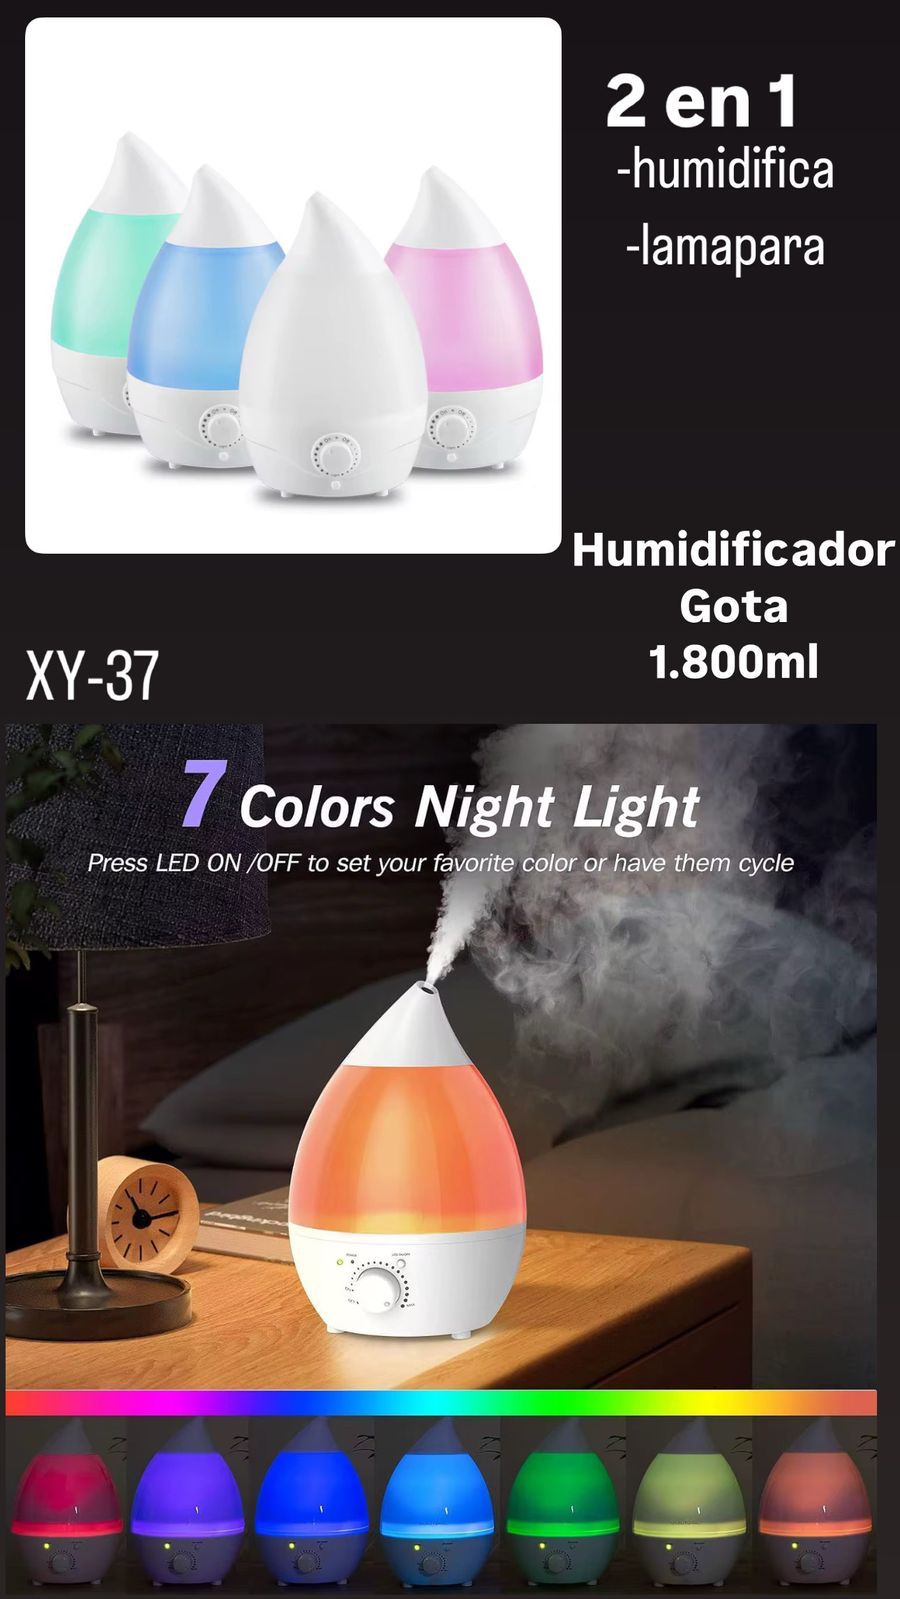 2 en 1
-humidifica
-lamapara
Humidificador
Gota
1.800ml
XY-37
7 Colors Night Light
Press LED ON /OFF to set your favorite color or have them cycle